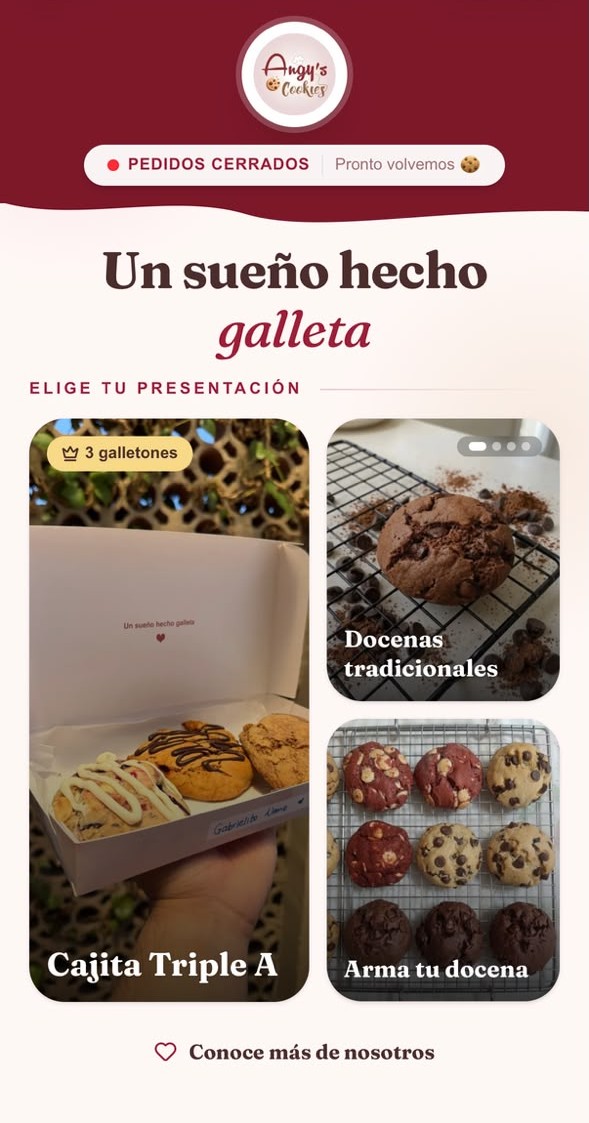 Angy's
Cookies
PEDIDOS CERRADOS Pronto volvemos
Un sueño hecho
galleta
ELIGE TU PRESENTACIÓN
3 galletones
Un sueño hecho galleta
Cajita Triple A
Docenas
tradicionales
Arma tu docena
Conoce más de nosotros